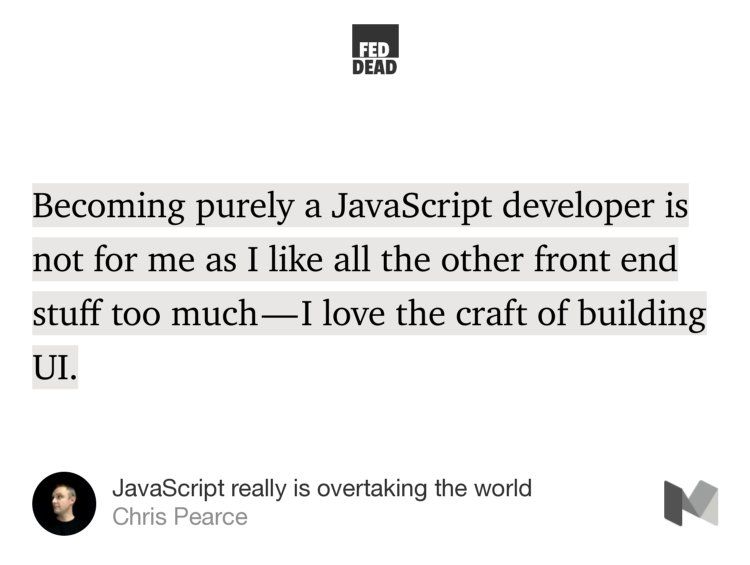 FED
DEAD
Becoming purely a JavaScript developer is
not for me as I like all the other front end
stuff too much—I love the craft of building
UI.
JavaScript really is overtaking the world
Chris Pearce